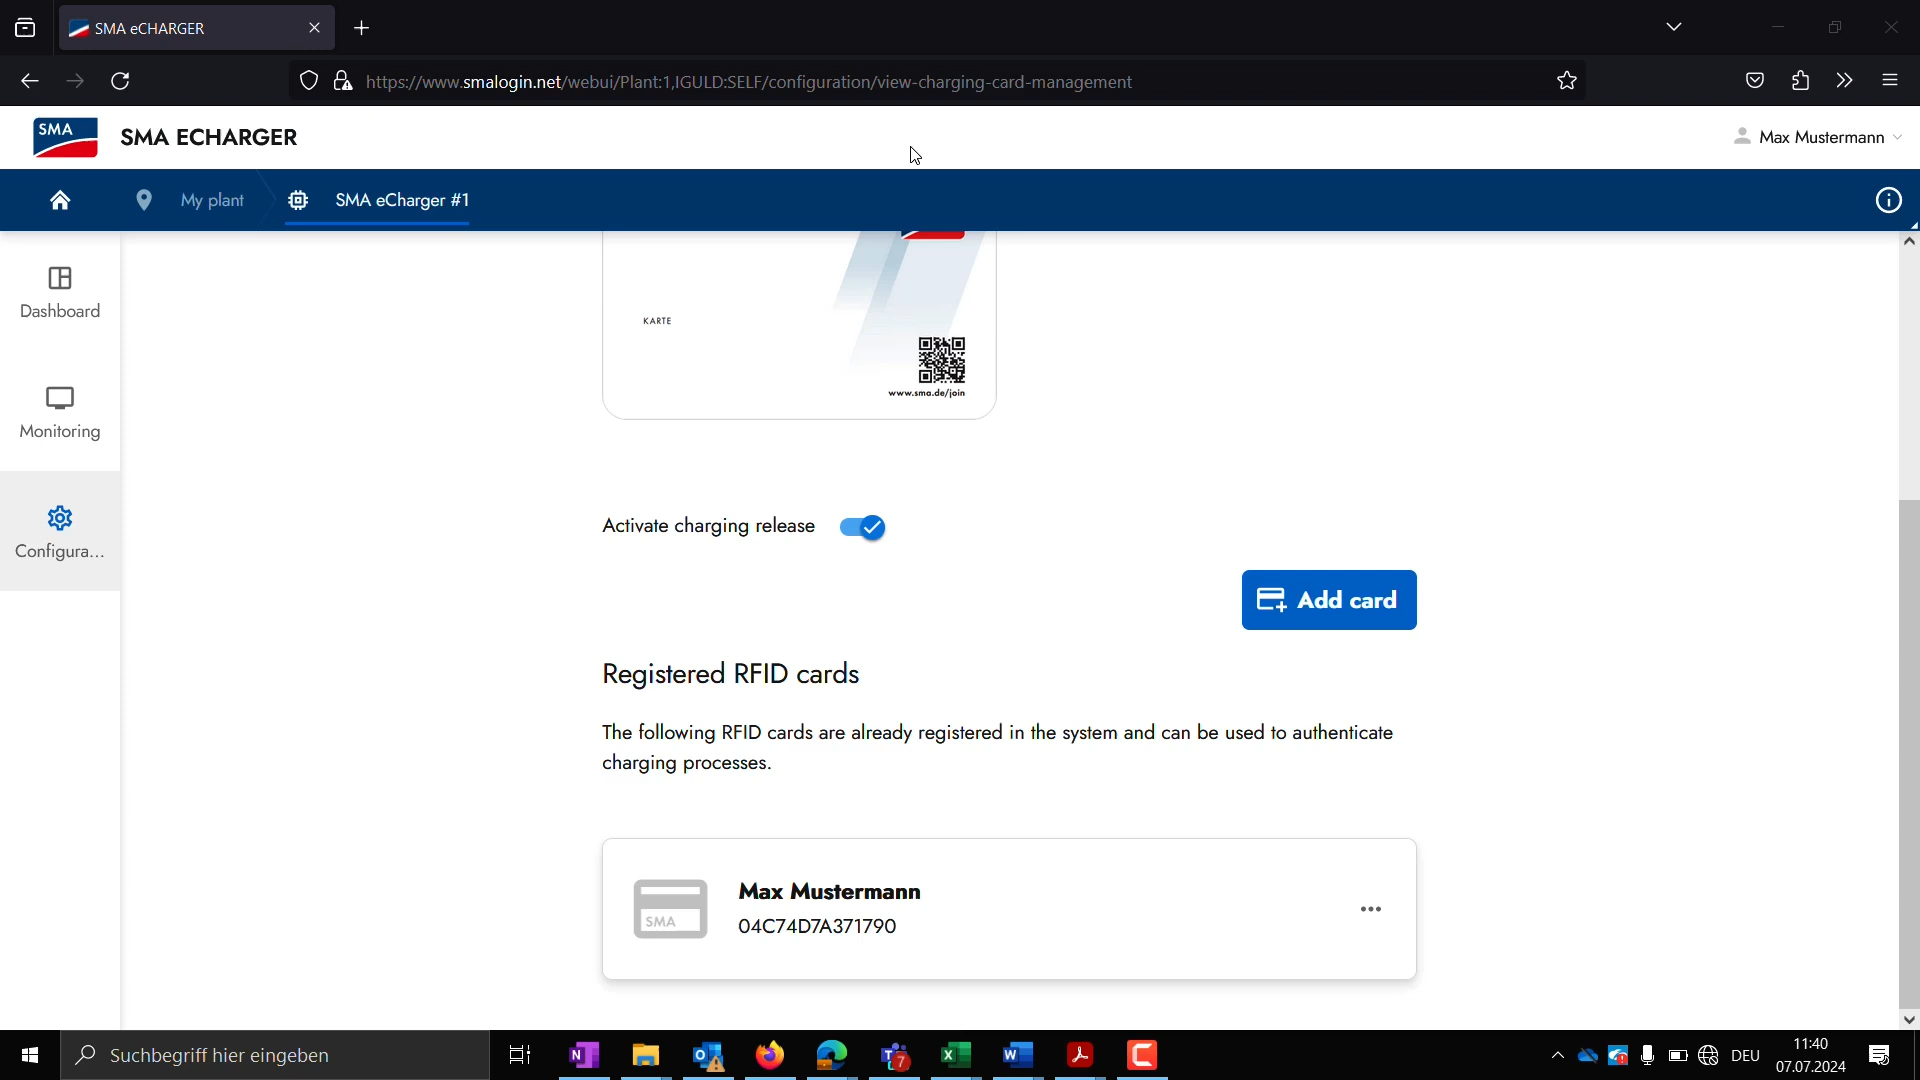 SMA eCHARGER
https://www.smalogin.net/webui/Plant:1,IGULD:SELF/configuration/view-charging-card-management
SMA
SMA ECHARGER
Max Mustermann
My plant
SMA eCharger #1
Dashboard
Monitoring
Configura...
KARTE
www.sma.de/join
Activate charging release
Add card
Registered RFID cards
The following RFID cards are already registered in the system and can be used to authenticate
charging processes.
SMA
Max Mustermann
04C74D7A371790
Suchbegriff hier eingeben
N
7
X
W
C
DEU
11:40
07.07.2024